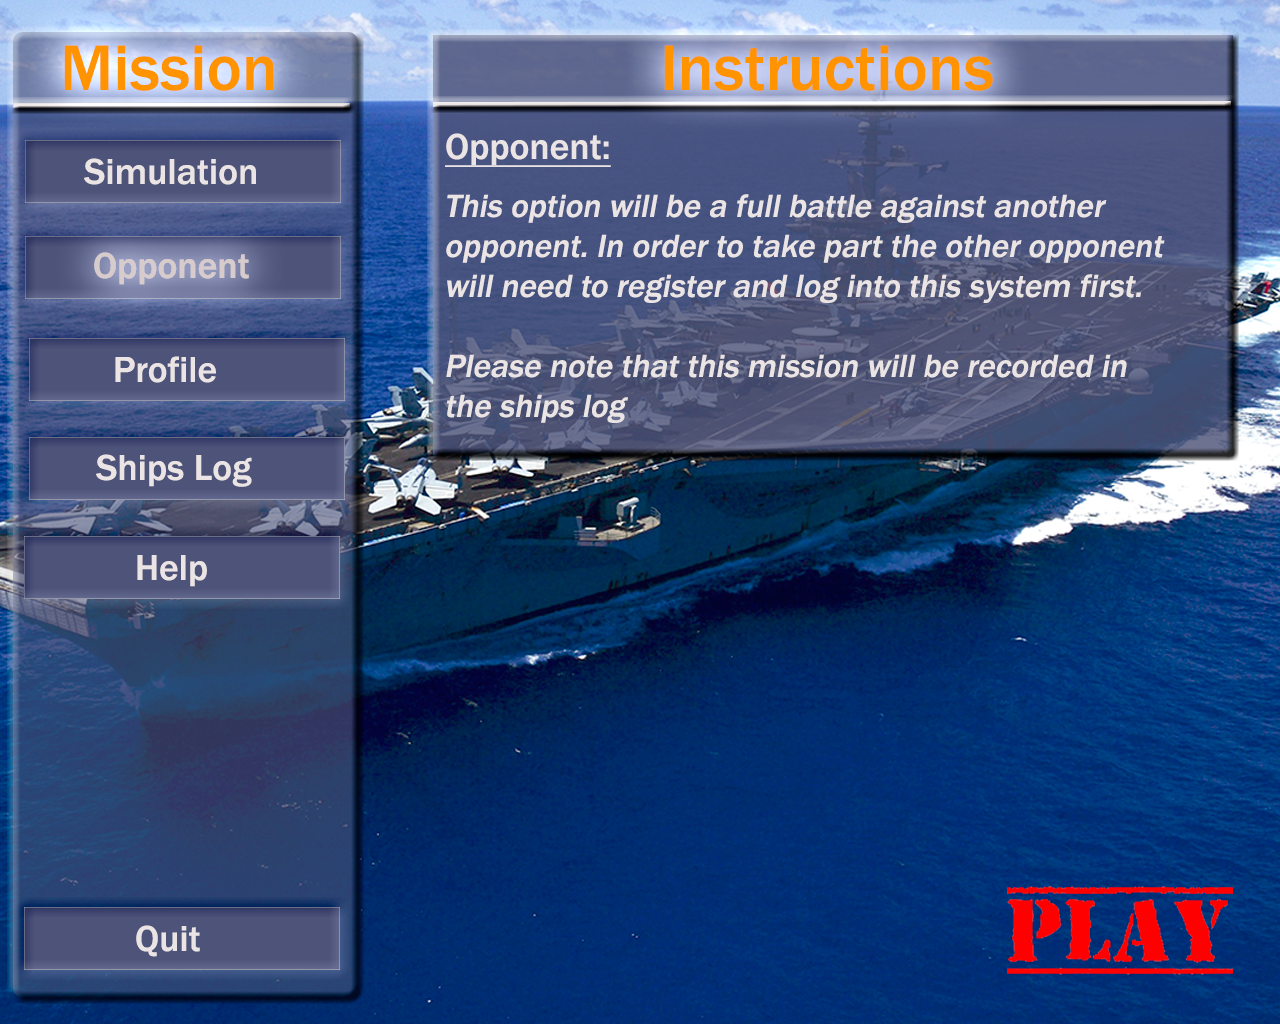 Mission
Simulation
Opponent
Profile
Ships Log
Help
Quit
Instructions
Opponent:
This option will be a full battle against another
opponent. In order to take part the other opponent
will need to register and log into this system first.
Please note that this mission will be recorded in
the ships log
PLAY